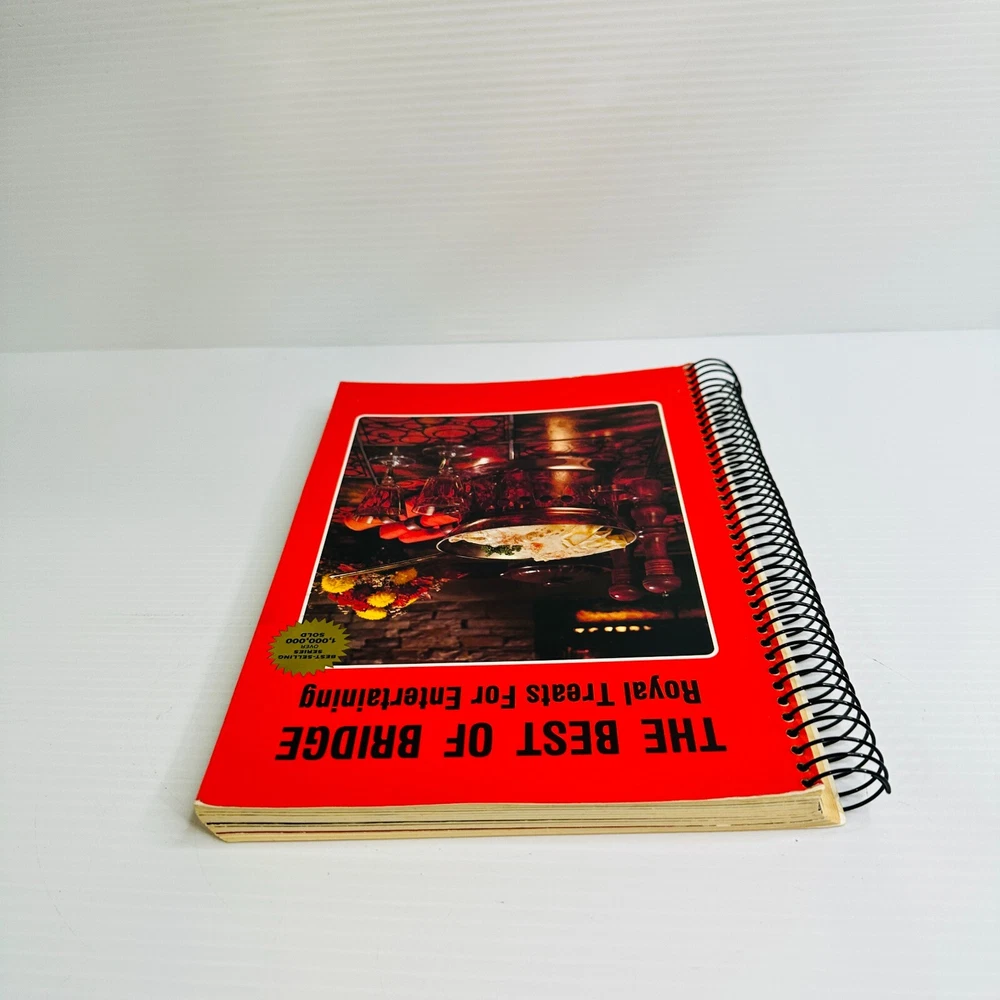 THE BEST OF BRIDGE
Royal Treats For Entertaining
BEST-SELLING
SERIES
OVER
1,000,000
SOLD